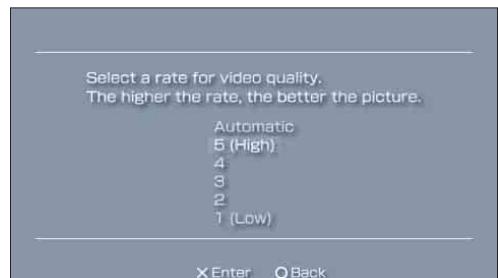 Select a rate for video quality.
The higher the rate, the better the picture.
Automatic
5 (High)
4
3
2
1 (Low)
X Enter O Back